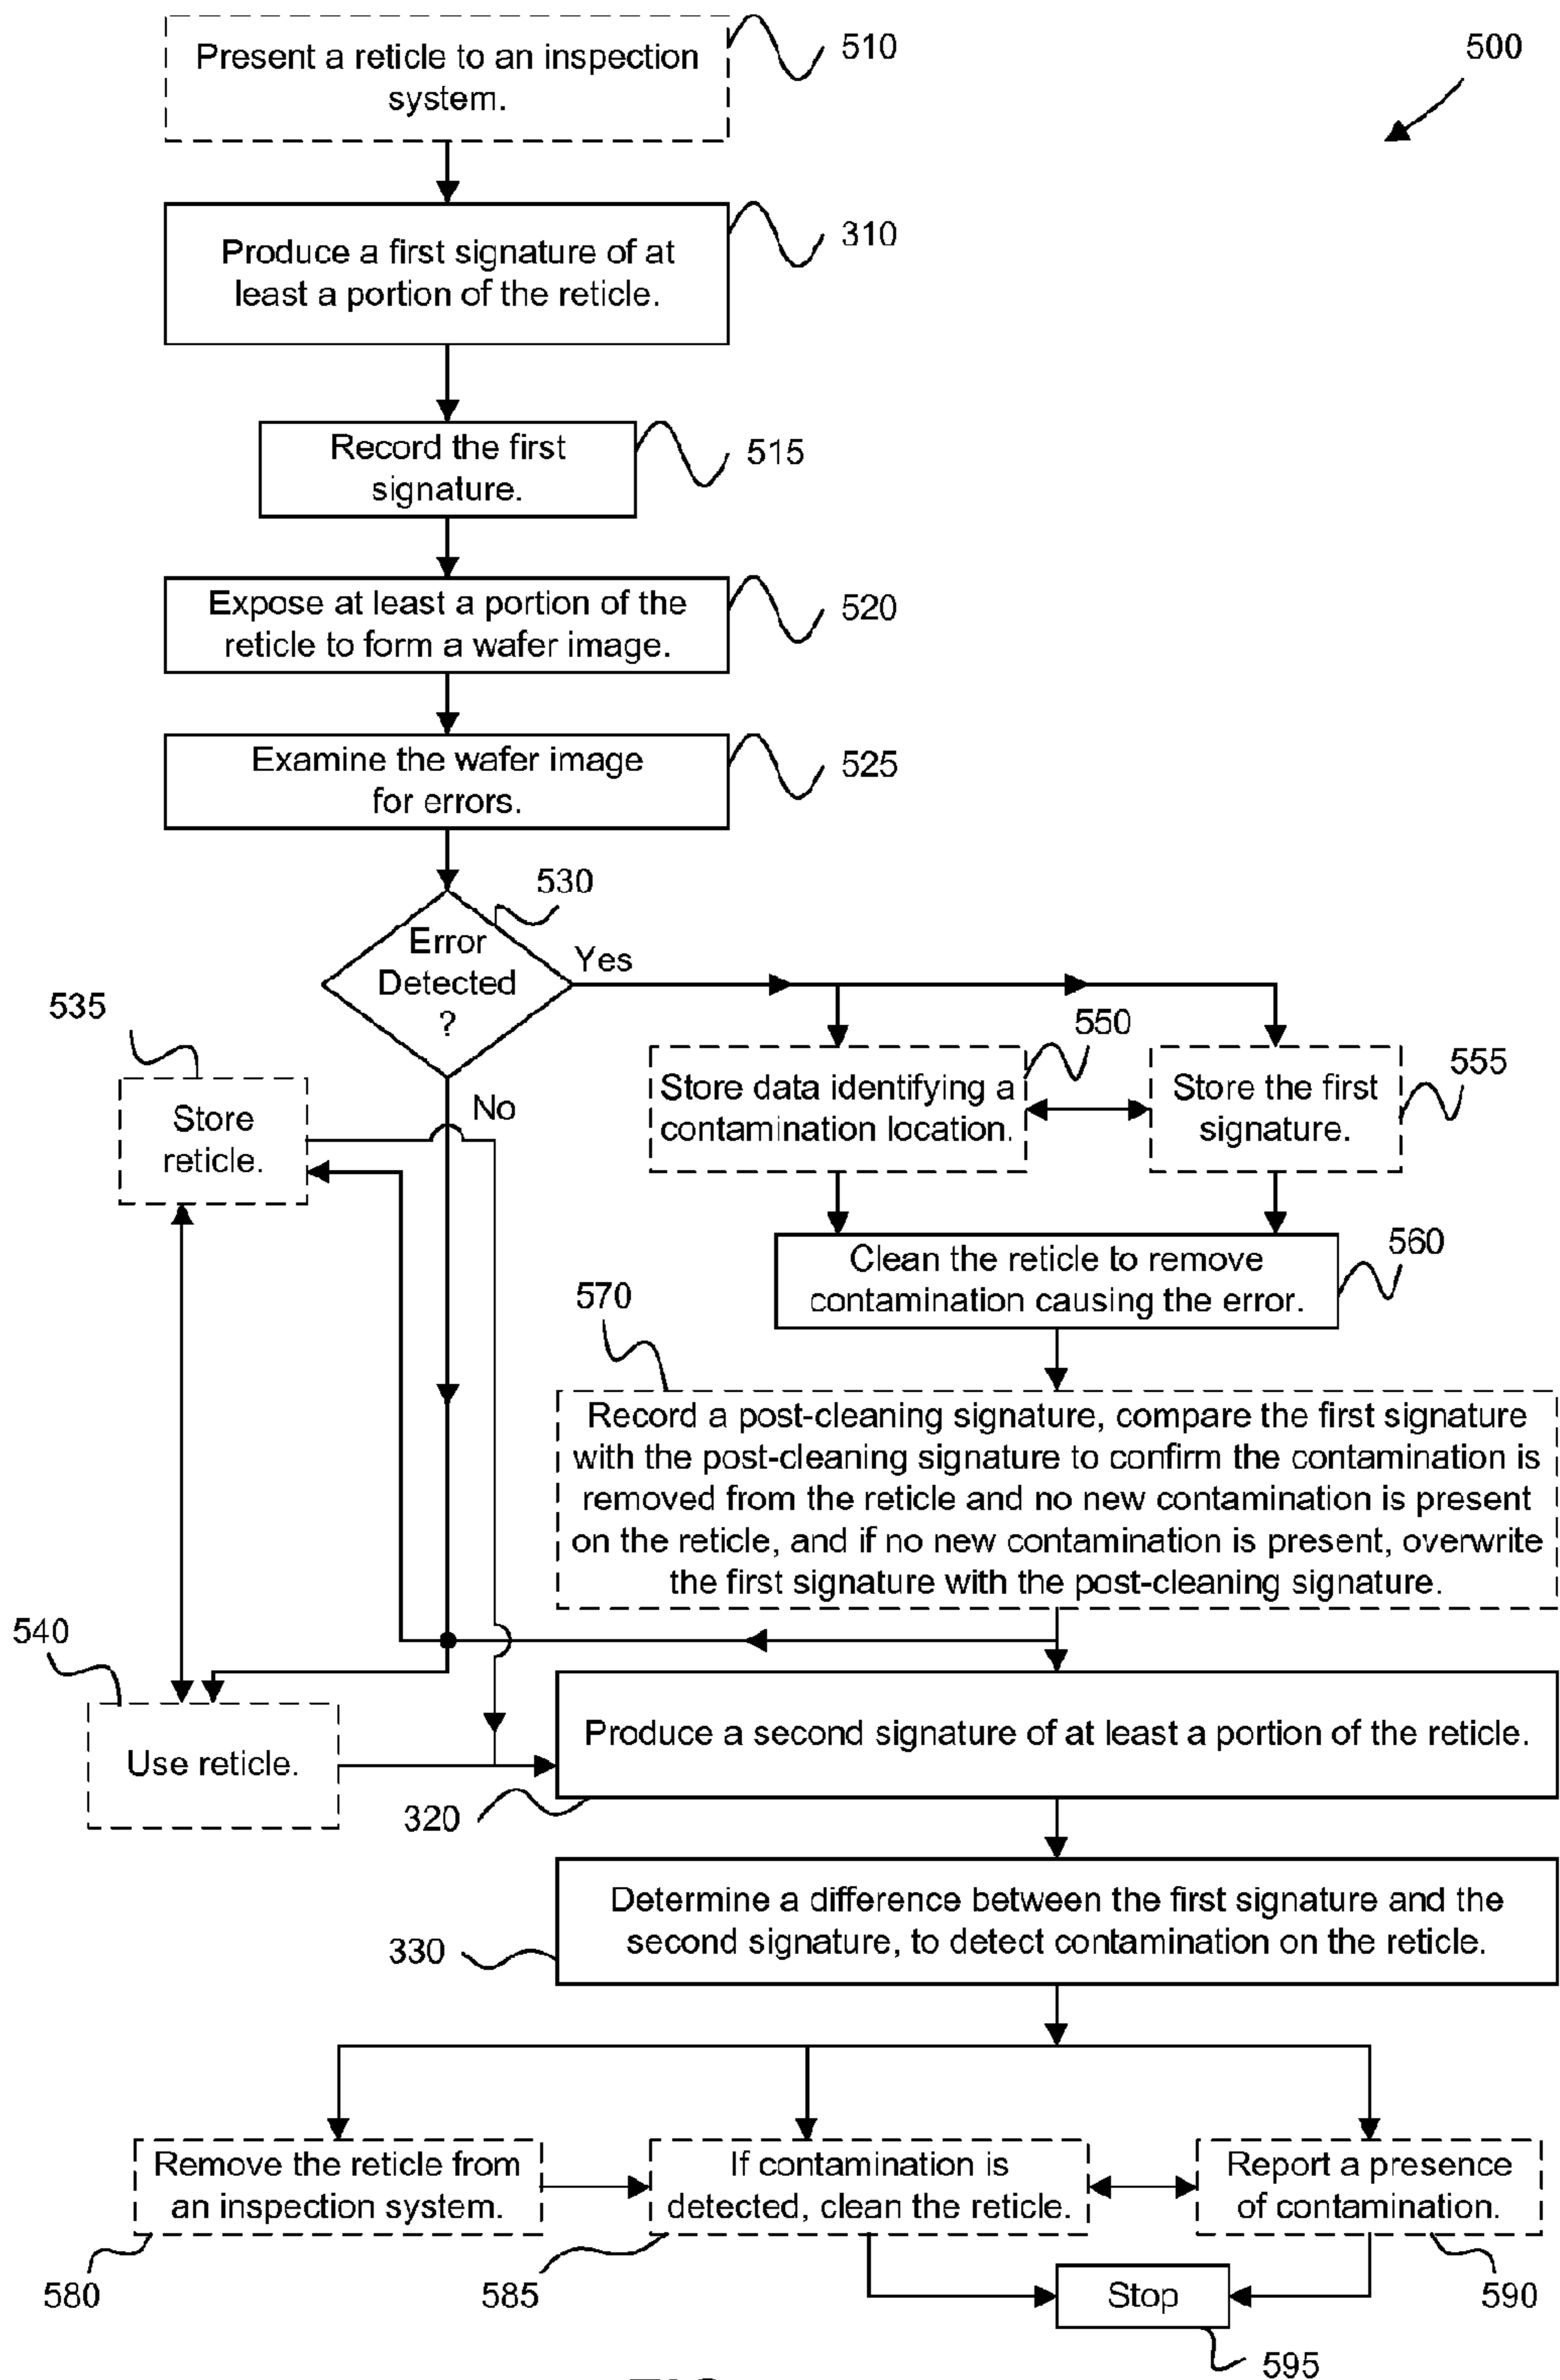 Present a reticle to an inspection
system.
510
500
Produce a first signature of at
least a portion of the reticle.
310
Record the first
signature.
515
Expose at least a portion of the
reticle to form a wafer image.
520
Examine the wafer image
for errors.
525
530
Error
Detected
?
Yes
No
535
Store
reticle.
550
Store data identifying a
contamination location.
555
Store the first
signature.
Clean the reticle to remove
contamination causing the error.
560
570
Record a post-cleaning signature, compare the first signature
with the post-cleaning signature to confirm the contamination is
removed from the reticle and no new contamination is present
on the reticle, and if no new contamination is present, overwrite
the first signature with the post-cleaning signature.
540
Use reticle.
Produce a second signature of at least a portion of the reticle.
320
Determine a difference between the first signature and the
second signature, to detect contamination on the reticle.
330
Remove the reticle from
an inspection system.
580
If contamination is
detected, clean the reticle.
585
Report a presence
of contamination.
590
Stop
595